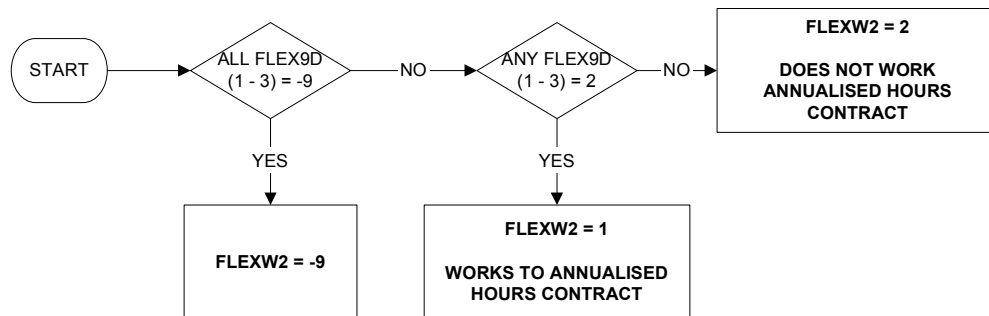 START
ALL FLEX9D
(1 - 3) = -9
NO
ANY FLEX9D
(1 - 3) = 2
NO
FLEXW2 = 2
DOES NOT WORK
ANNUALISED HOURS
CONTRACT
YES
YES
FLEXW2 = -9
FLEXW2 = 1
WORKS TO ANNUALISED
HOURS CONTRACT